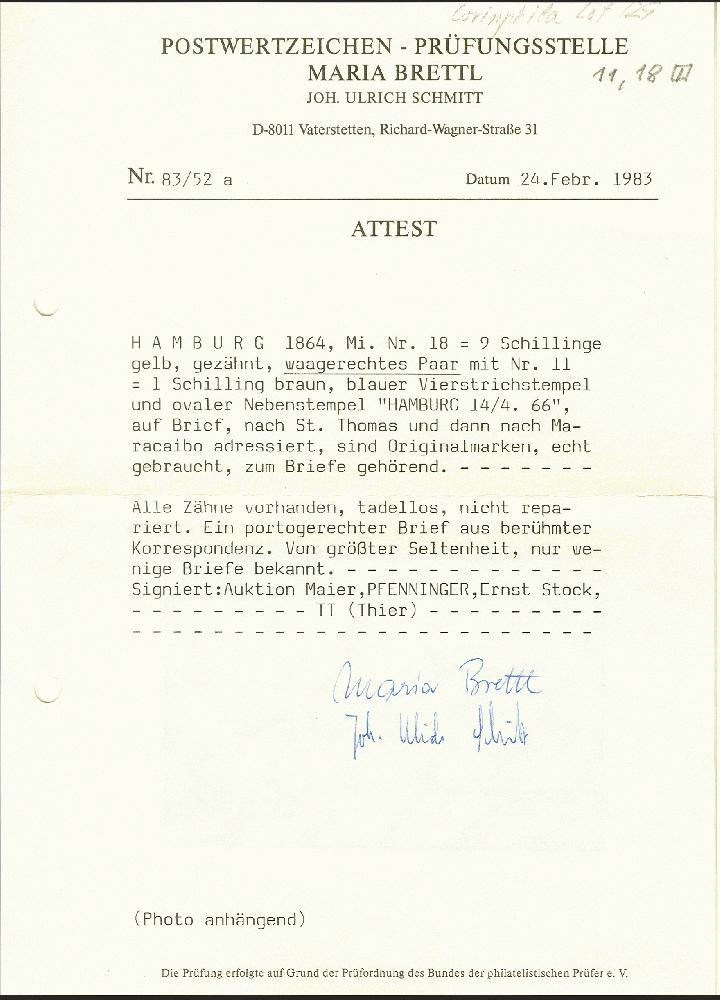 Corinphila Lot 125
POSTWERTZEICHEN - PRÜFUNGSSTELLE
MARIA BRETTL
11, 18 III
JOH. ULRICH SCHMITT
D-8011 Vaterstetten, Richard-Wagner-Straße 31
Nr. 83/52 a Datum 24.Febr. 1983
ATTEST
H A M B U R G 1864, Mi. Nr. 18 = 9 Schillinge
gelb, gezähnt, waagerechtes Paar mit Nr. 11
= 1 Schilling braun, blauer Vierstrichstempel
und ovaler Nebenstempel "HAMBURG 14/4. 66",
auf Brief, nach St. Thomas und dann nach Ma-
racaibo adressiert, sind Originalmarken, echt
gebraucht, zum Briefe gehörend. - - - - - - -
Alle Zähne vorhanden, tadellos, nicht repa-
riert. Ein portogerechter Brief aus berühmter
Korrespondenz. Von größter Seltenheit, nur we-
nige Briefe bekannt. - - - - - - - - - - - - -
Signiert:Auktion Maier,PFENNINGER,Ernst Stock,
- - - - - - - - - TT (Thier) - - - - - - - - -
- - - - - - - - - - - - - - - - - - - - - - -
Maria Brettl
Joh. Ulrich Schmitt
(Photo anhängend)
Die Prüfung erfolgte auf Grund der Prüfordnung des Bundes der philatelistischen Prüfer e. V.